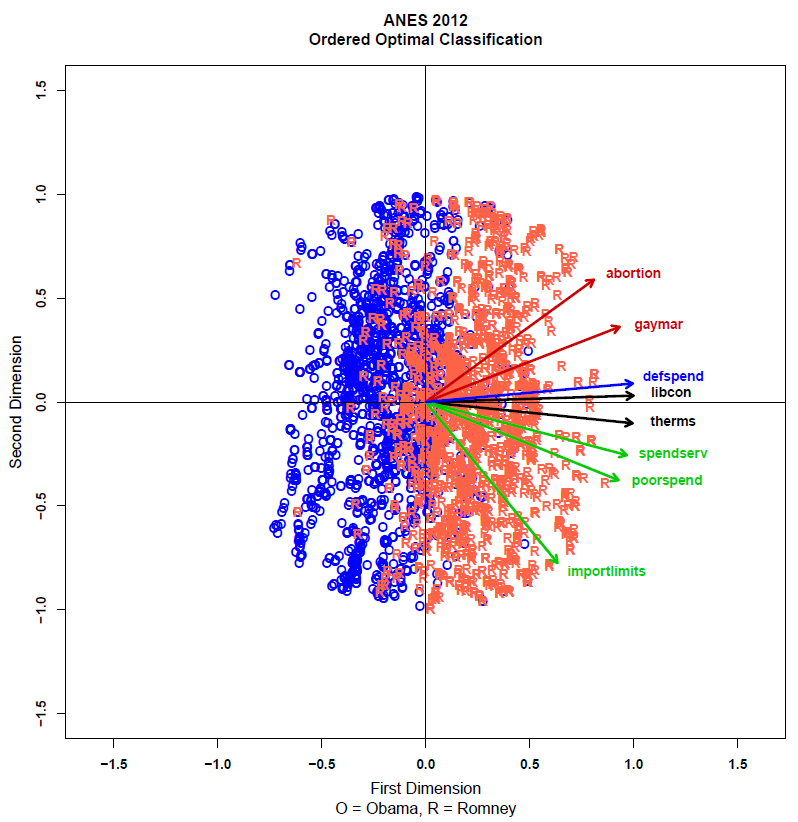 ANES 2012
Ordered Optimal Classification
1.5
1.0
0.5
0.0
−0.5
−1.0
−1.5
Second Dimension
abortion
gaymar
defspend
libcon
therms
spendserv
poorspend
importlimits
−1.5 −1.0 −0.5 0.0 0.5 1.0 1.5
First Dimension
O = Obama, R = Romney